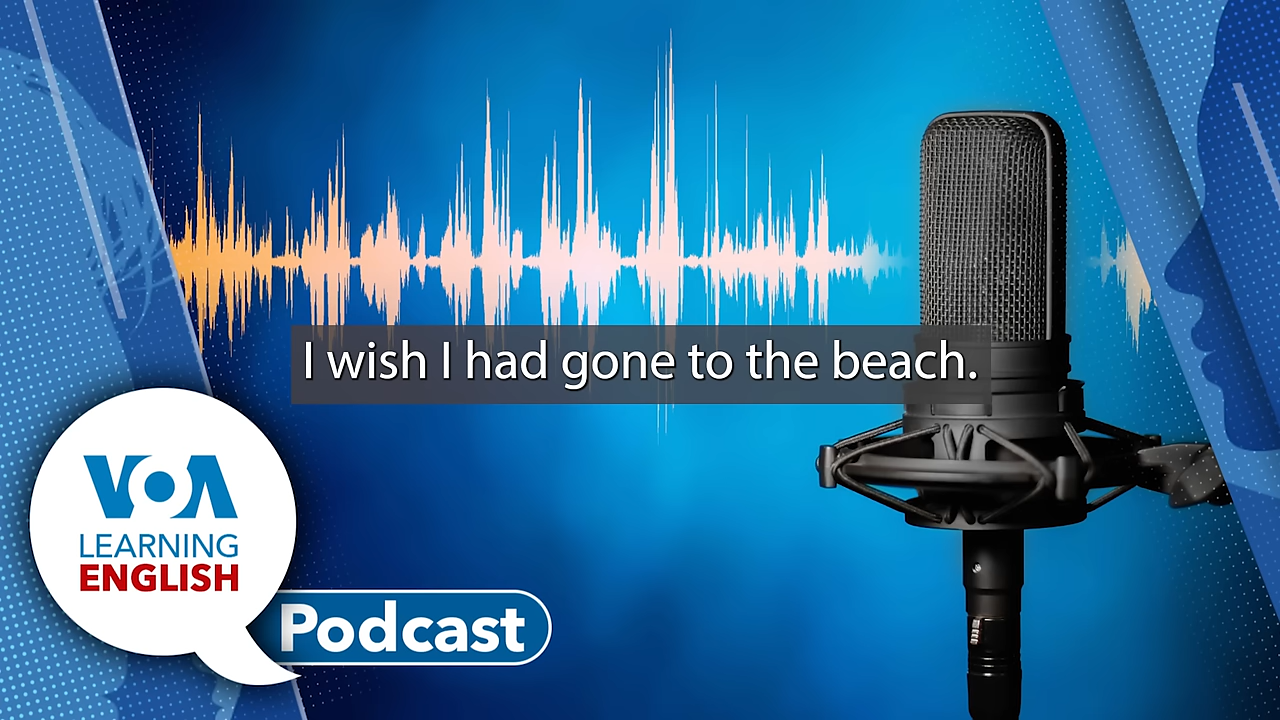 I wish I had gone to the beach.
VOA
LEARNING
ENGLISH
Podcast